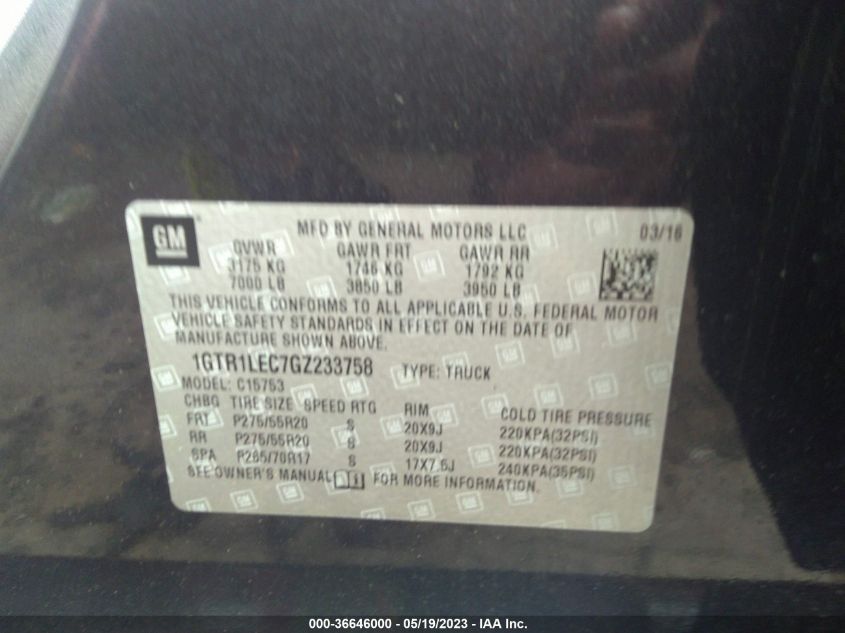 GM
MFD BY GENERAL MOTORS LLC 03/16
GVWR GAWR FRT GAWR RR
3175 KG 1746 KG 1792 KG
7000 LB 3850 LB 3950 LB
THIS VEHICLE CONFORMS TO ALL APPLICABLE U.S. FEDERAL MOTOR
VEHICLE SAFETY STANDARDS IN EFFECT ON THE DATE OF
MANUFACTURE SHOWN ABOVE.
1GTR1LEC7GZ233758 TYPE: TRUCK
MODEL: C15753
CHBG TIRE SIZE SPEED RTG RIM COLD TIRE PRESSURE
FRT P275/55R20 S 20X9J 220KPA(32PSI)
RR P275/55R20 S 20X9J 220KPA(32PSI)
SPA P265/70R17 S 17X7.5J 240KPA(35PSI)
SEE OWNER'S MANUAL FOR MORE INFORMATION.
000-36646000 - 05/19/2023 - IAA Inc.